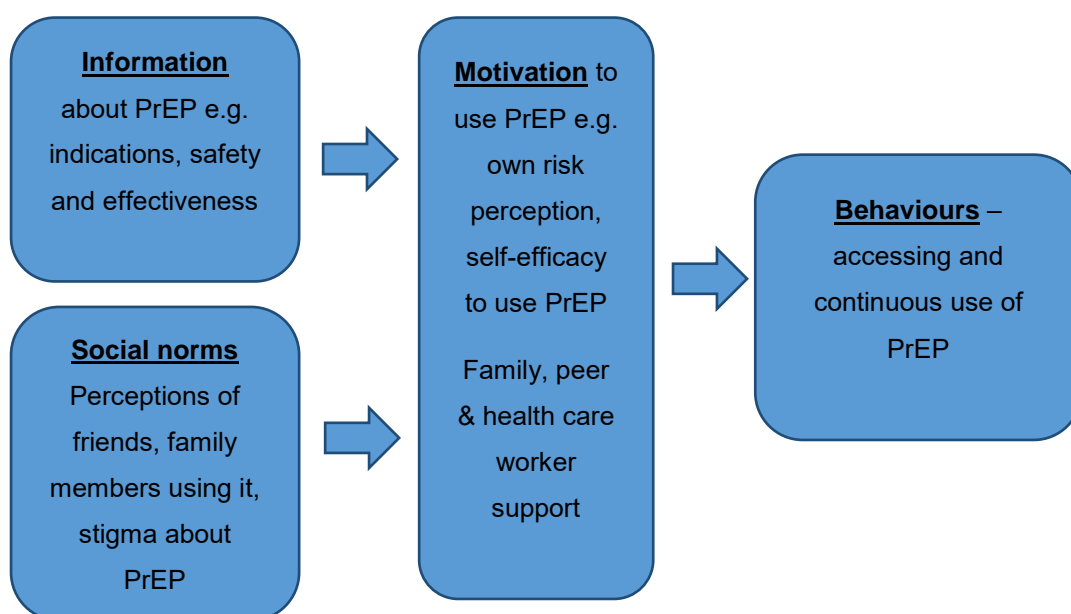 Information
about PrEP e.g.
indications, safety
and effectiveness
Social norms
Perceptions of
friends, family
members using it,
stigma about
PrEP
Motivation to
use PrEP e.g.
own risk
perception,
self-efficacy
to use PrEP
Family, peer
& health care
worker
support
Behaviours –
accessing and
continuous use of
PrEP